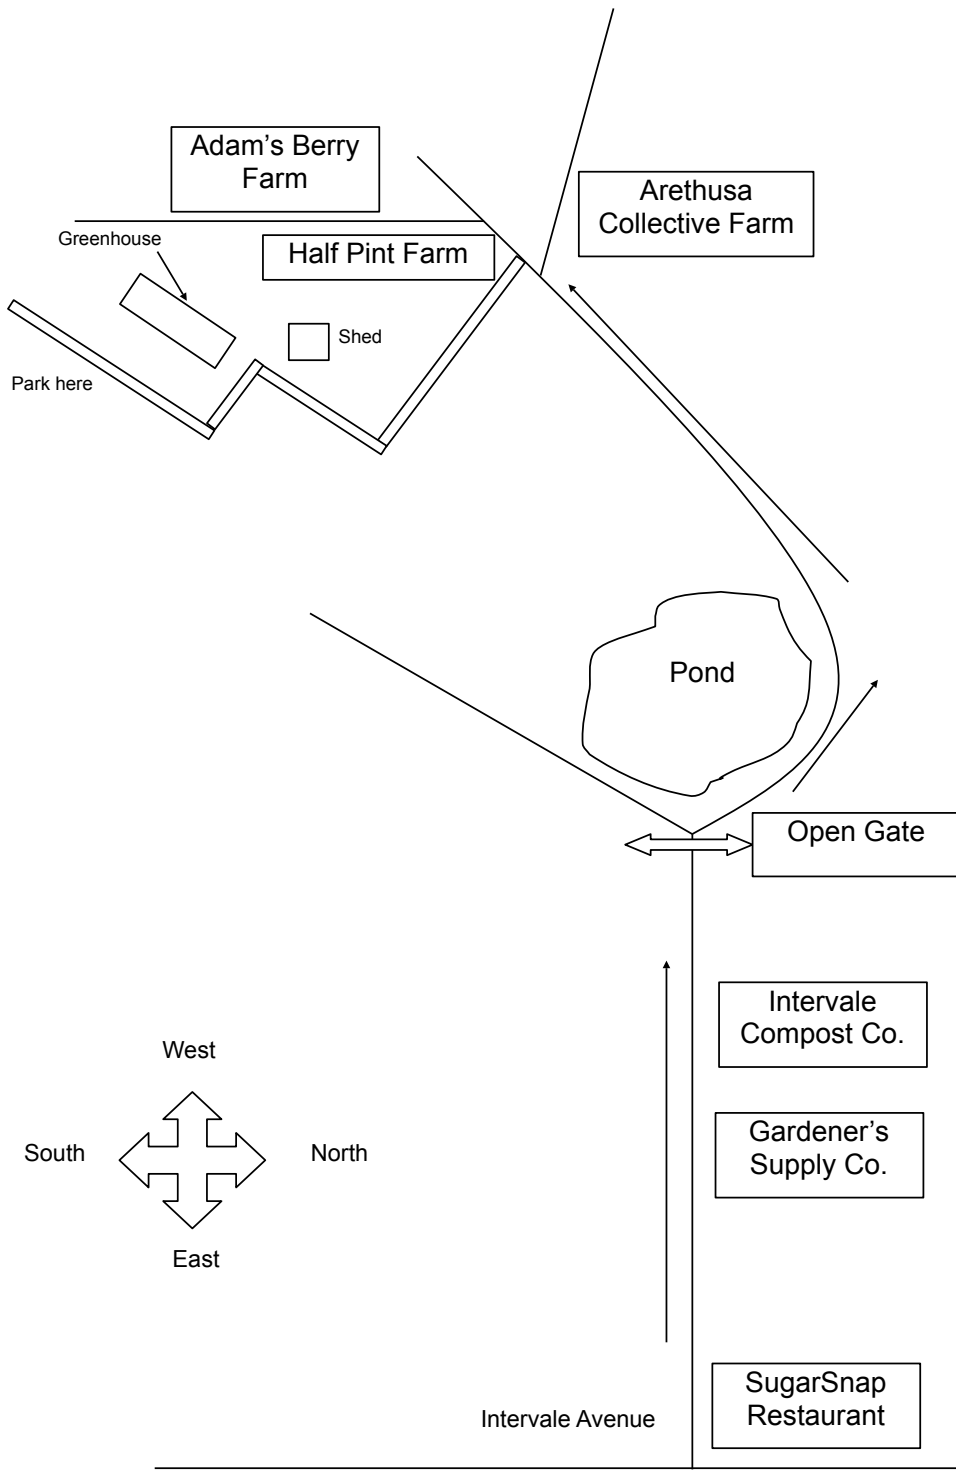 Adam's Berry
Farm
Arethusa
Collective Farm
Greenhouse
Half Pint Farm
Shed
Park here
Pond
Open Gate
Intervale
Compost Co.
West
Gardener's
Supply Co.
South
North
East
SugarSnap
Restaurant
Intervale Avenue